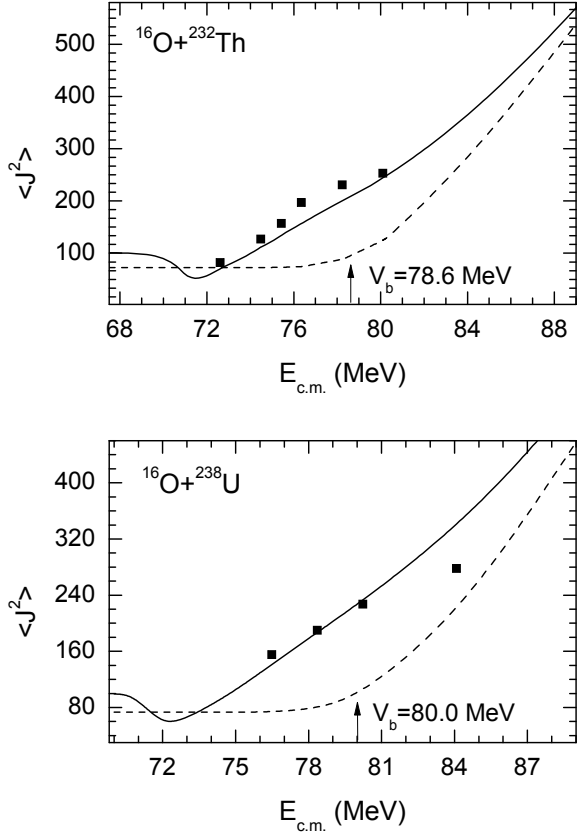 ¹⁶O+²³²Th
500
400
300
200
100
<J²>
V_b=78.6 MeV
68 72 76 80 84 88
E_c.m. (MeV)
¹⁶O+²³⁸U
400
320
240
160
80
<J²>
V_b=80.0 MeV
72 75 78 81 84 87
E_c.m. (MeV)